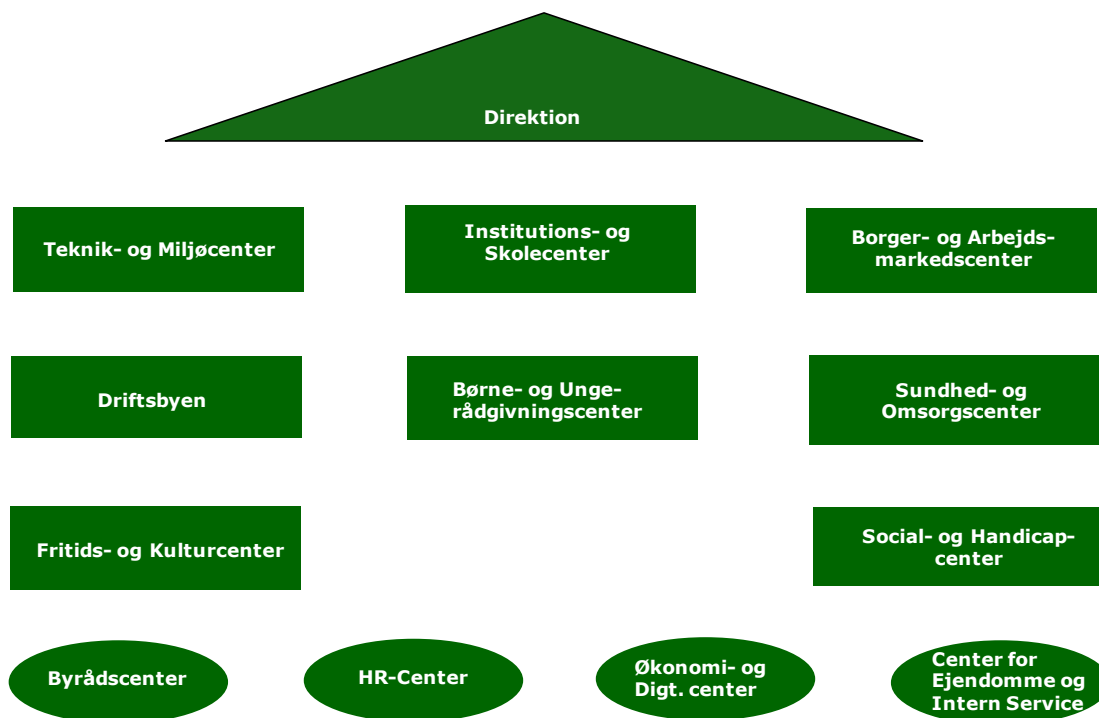 Direktion
Teknik- og Miljøcenter
Institutions- og
Skolecenter
Borger- og Arbejds-
markedscenter
Driftsbyen
Børne- og Unge-
rådgivningscenter
Sundhed- og
Omsorgscenter
Fritids- og Kulturcenter
Social- og Handicap-
center
Byrådscenter
HR-Center
Økonomi- og
Digt. center
Center for
Ejendomme og
Intern Service